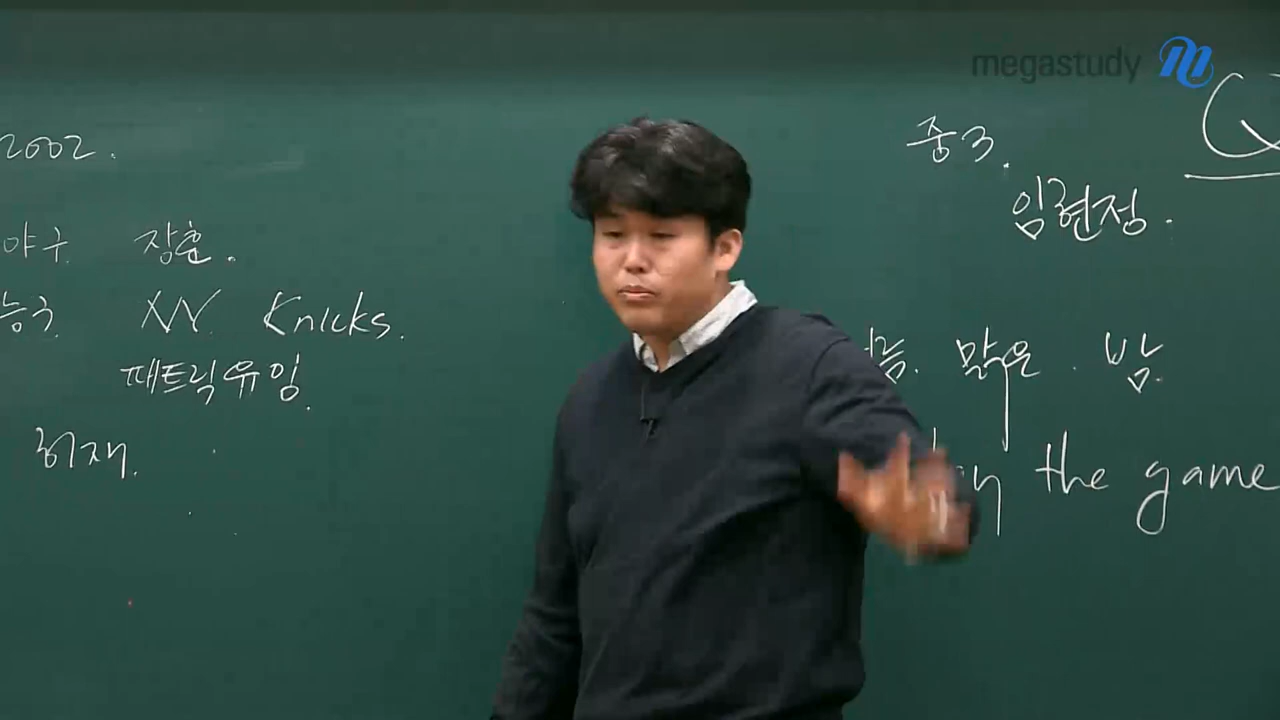 megastudy
2002.
야구 장훈.
농구 NY Knicks.
패트릭유잉.
허재.
중3.
Q
임현정.
맑은 . 밤.
the game